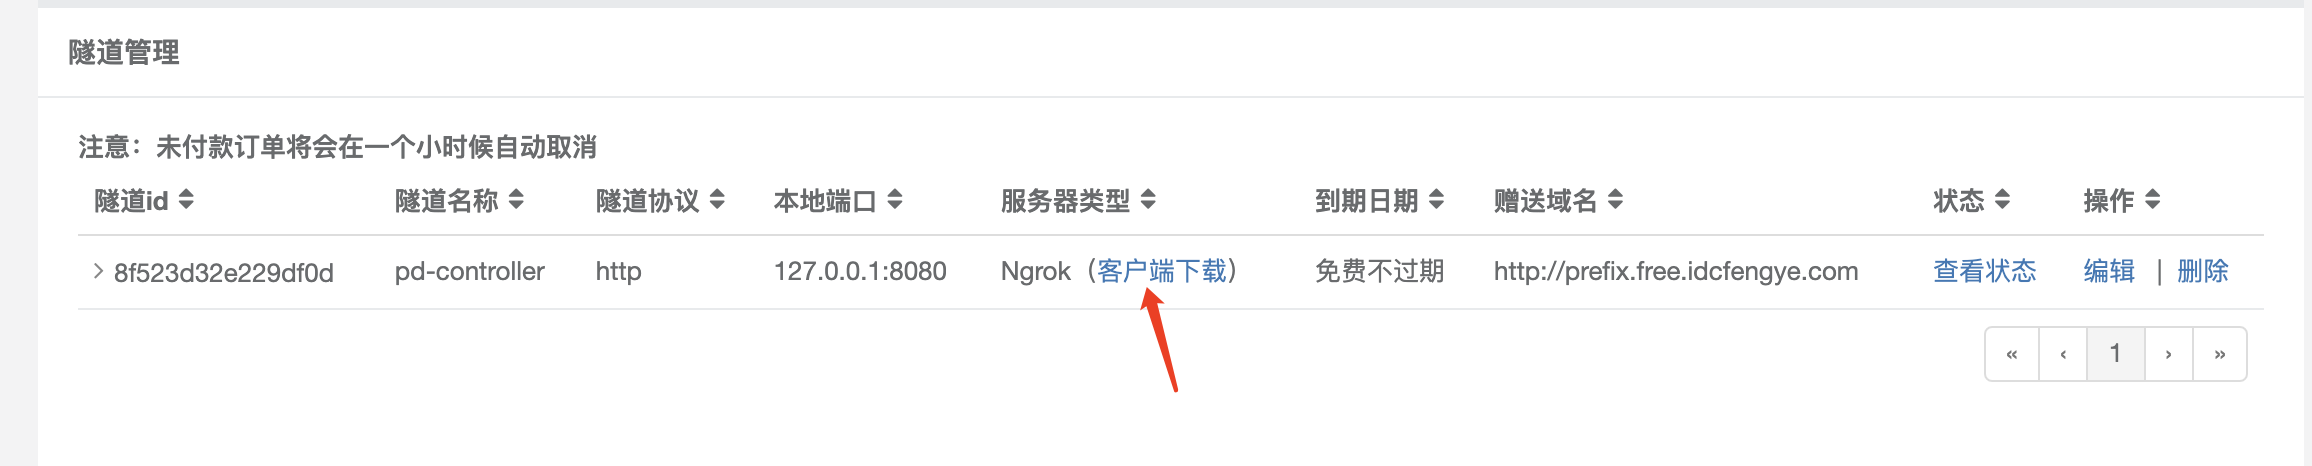 隧道管理
注意：未付款订单将会在一个小时候自动取消
隧道id 隧道名称 隧道协议 本地端口 服务器类型 到期日期 赠送域名 状态 操作
8f523d32e229df0d pd-controller http 127.0.0.1:8080 Ngrok（客户端下载） 免费不过期 http://prefix.free.idcfengye.com 查看状态 编辑 | 删除
« ‹ 1 › »